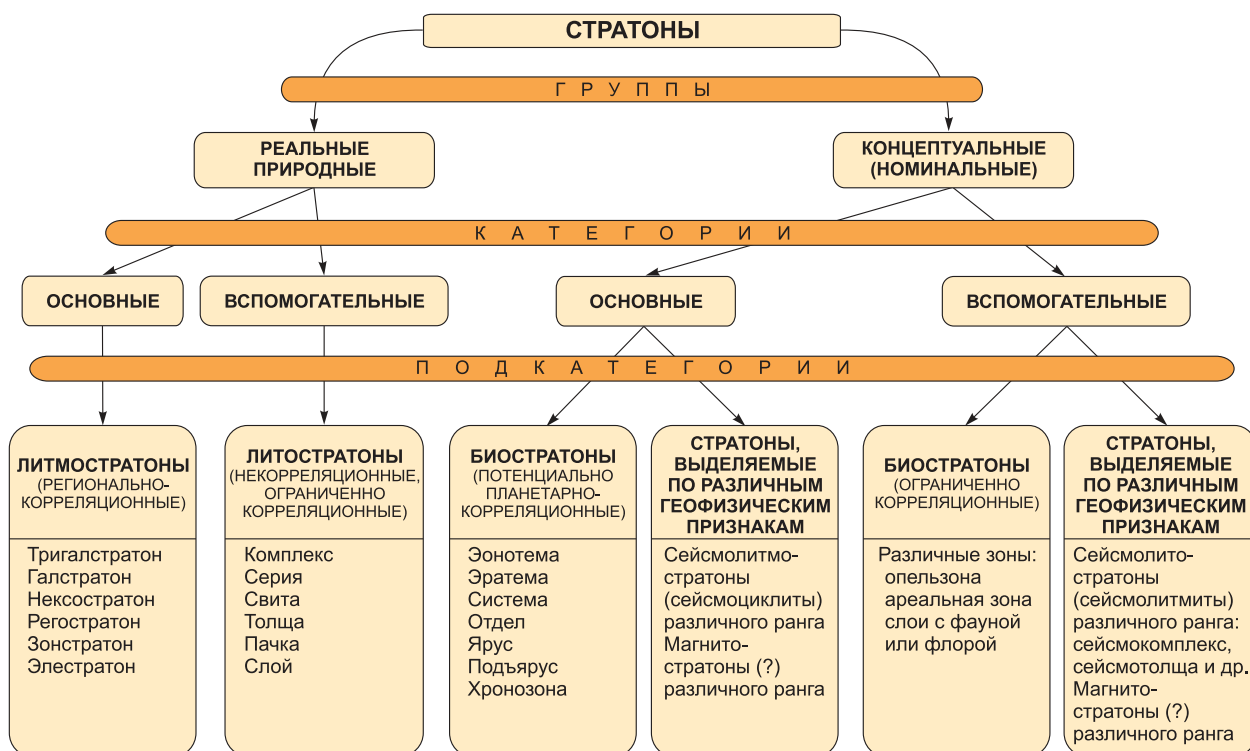 СТРАТОНЫ
ГРУППЫ
РЕАЛЬНЫЕ
ПРИРОДНЫЕ
КОНЦЕПТУАЛЬНЫЕ
(НОМИНАЛЬНЫЕ)
КАТЕГОРИИ
ОСНОВНЫЕ
ВСПОМОГАТЕЛЬНЫЕ
ОСНОВНЫЕ
ВСПОМОГАТЕЛЬНЫЕ
ПОДКАТЕГОРИИ
ЛИТМОСТРАТОНЫ
(РЕГИОНАЛЬНО-
КОРРЕЛЯЦИОННЫЕ)
Тригалстратон
Галстратон
Нексостратон
Регостратон
Зонстратон
Элестратон
ЛИТОСТРАТОНЫ
(НЕКОРРЕЛЯЦИОННЫЕ,
ОГРАНИЧЕННО
КОРРЕЛЯЦИОННЫЕ)
Комплекс
Серия
Свита
Толща
Пачка
Слой
БИОСТРАТОНЫ
(ПОТЕНЦИАЛЬНО
ПЛАНЕТАРНО-
КОРРЕЛЯЦИОННЫЕ)
Эонотема
Эратема
Система
Отдел
Ярус
Подъярус
Хронозона
СТРАТОНЫ,
ВЫДЕЛЯЕМЫЕ
ПО РАЗЛИЧНЫМ
ГЕОФИЗИЧЕСКИМ
ПРИЗНАКАМ
Сейсмолитмо-
стратоны
(сейсмоциклиты)
различного ранга
Магнито-
стратоны (?)
различного ранга
БИОСТРАТОНЫ
(ОГРАНИЧЕННО
КОРРЕЛЯЦИОННЫЕ)
Различные зоны:
опельзона
ареальная зона
слои с фауной
или флорой
СТРАТОНЫ,
ВЫДЕЛЯЕМЫЕ
ПО РАЗЛИЧНЫМ
ГЕОФИЗИЧЕСКИМ
ПРИЗНАКАМ
Сейсмолито-
стратоны
(сейсмолитмиты)
различного ранга:
сейсмокомплекс,
сейсмотолща и др.
Магнито-
стратоны (?)
различного ранга